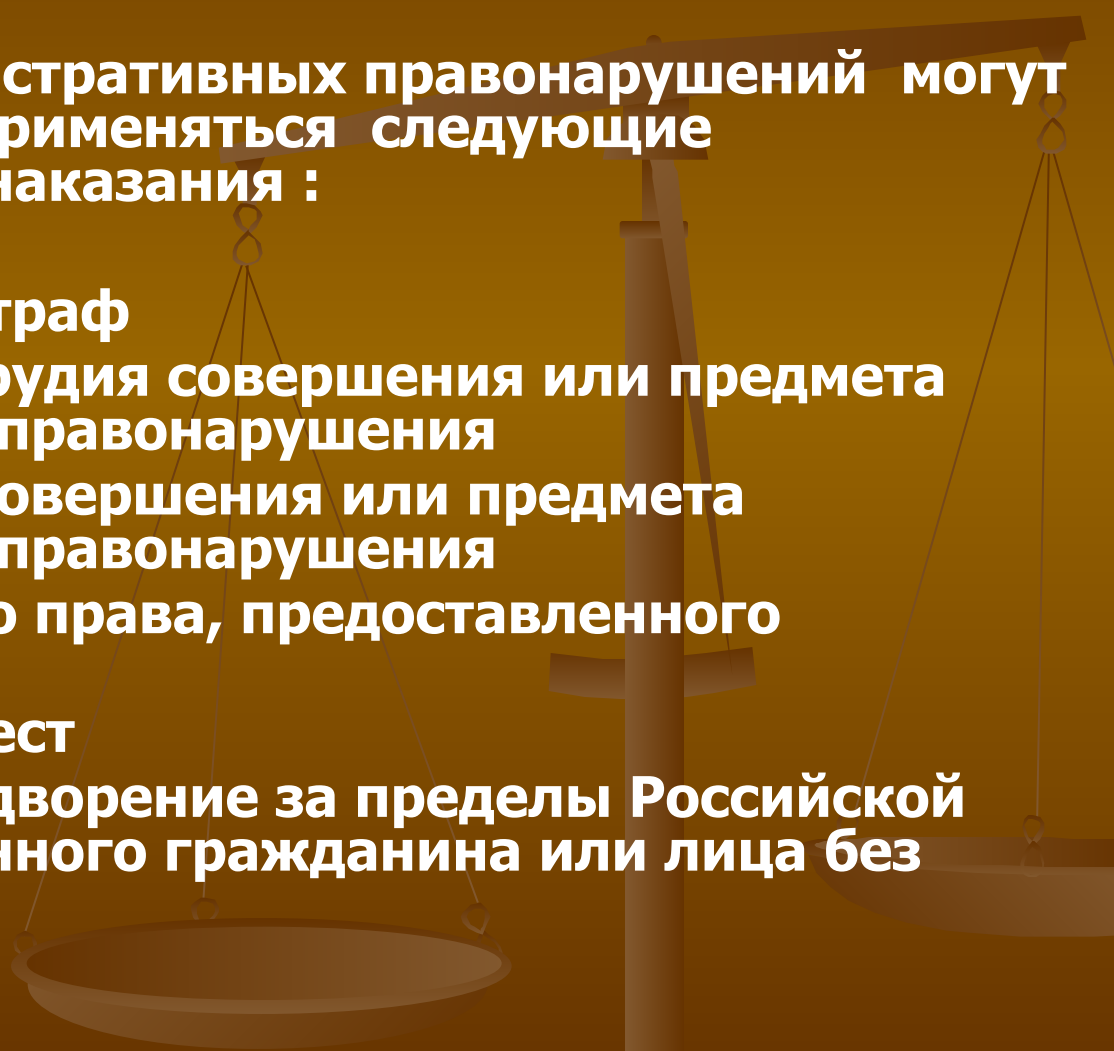 стративных правонарушений могут
рименяться следующие
наказания :
траф
рудия совершения или предмета
правонарушения
овершения или предмета
правонарушения
о права, предоставленного
ест
дворение за пределы Российской
нного гражданина или лица без